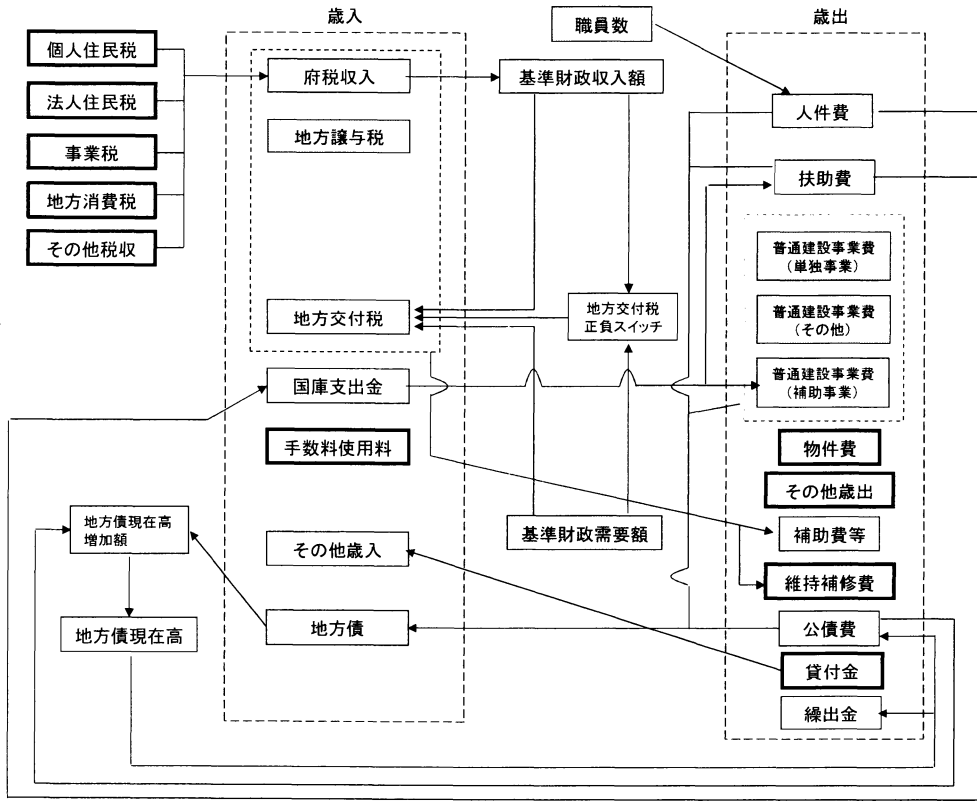 歳入
歳出
職員数
個人住民税
法人住民税
事業税
地方消費税
その他税収
府税収入
地方譲与税
地方交付税
国庫支出金
手数料使用料
その他歳入
地方債
基準財政収入額
地方交付税
正負スイッチ
基準財政需要額
地方債現在高
増加額
地方債現在高
人件費
扶助費
普通建設事業費
(単独事業)
普通建設事業費
(その他)
普通建設事業費
(補助事業)
物件費
その他歳出
補助費等
維持補修費
公債費
貸付金
繰出金